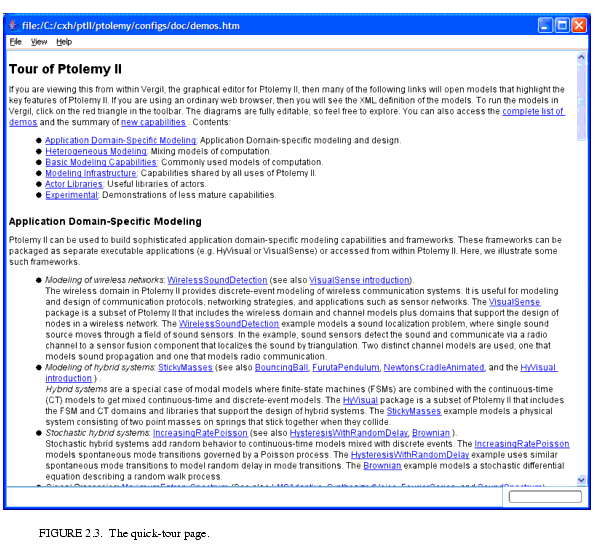 file:/C:/cxh/ptII/ptolemy/configs/doc/demos.htm
File View Help
Tour of Ptolemy II
If you are viewing this from within Vergil, the graphical editor for Ptolemy II, then many of the following links will open models that highlight the
key features of Ptolemy II. If you are using an ordinary web browser, then you will see the XML definition of the models. To run the models in
Vergil, click on the red triangle in the toolbar. The diagrams are fully editable, so feel free to explore. You can also access the complete list of
demos and the summary of new capabilities . Contents:
● Application Domain-Specific Modeling: Application Domain-specific modeling and design.
● Heterogeneous Modeling: Mixing models of computation.
● Basic Modeling Capabilities: Commonly used models of computation.
● Modeling Infrastructure: Capabilities shared by all uses of Ptolemy II.
● Actor Libraries: Useful libraries of actors.
● Experimental: Demonstrations of less mature capabilities.
Application Domain-Specific Modeling
Ptolemy II can be used to build sophisticated application domain-specific modeling capabilities and frameworks. These frameworks can be
packaged as separate executable applications (e.g. HyVisual or VisualSense) or accessed from within Ptolemy II. Here, we illustrate some
such frameworks.
● Modeling of wireless networks: WirelessSoundDetection (see also VisualSense introduction).
The wireless domain in Ptolemy II provides discrete-event modeling of wireless communication systems. It is useful for modeling
and design of communication protocols, networking strategies, and applications such as sensor networks. The VisualSense
package is a subset of Ptolemy II that includes the wireless domain and channel models plus domains that support the design of
nodes in a wireless network. The WirelessSoundDetection example models a sound localization problem, where single sound
source moves through a field of sound sensors. In the example, sound sensors detect the sound and communicate via a radio
channel to a sensor fusion component that localizes the sound by triangulation. Two distinct channel models are used, one that
models sound propagation and one that models radio communication.
● Modeling of hybrid systems: StickyMasses (see also BouncingBall, FurutaPendulum, NewtonsCradleAnimated, and the HyVisual
introduction ) .
Hybrid systems are a special case of modal models where finite-state machines (FSMs) are combined with the continuous-time
(CT) models to get mixed continuous-time and discrete-event models. The HyVisual package is a subset of Ptolemy II that includes
the FSM and CT domains and libraries that support the design of hybrid systems. The StickyMasses example models a physical
system consisting of two point masses on springs that stick together when they collide.
● Stochastic hybrid systems: IncreasingRatePoisson (see also HysteresisWithRandomDelay, Brownian ).
Stochastic hybrid systems add random behavior to continuous-time models mixed with discrete events. The IncreasingRatePoisson
models spontaneous mode transitions governed by a Poisson process. The HysteresisWithRandomDelay example uses similar
spontaneous mode transitions to model random delay in mode transitions. The Brownian example models a stochastic differential
equation describing a random walk process.
FIGURE 2.3. The quick-tour page.